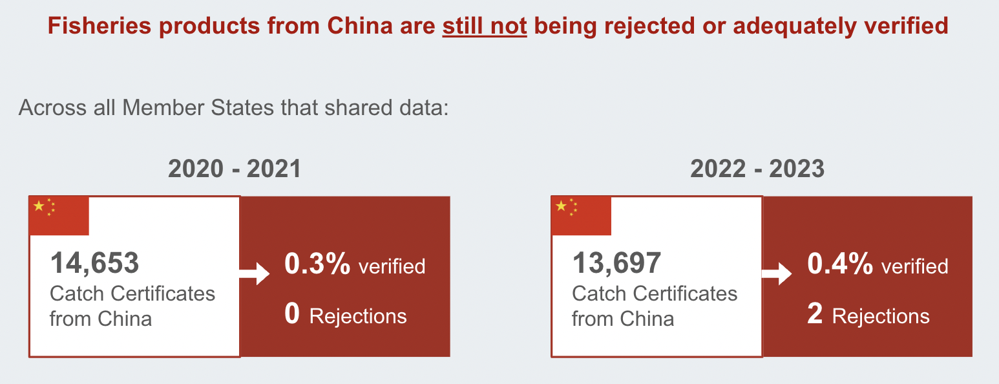 Fisheries products from China are still not being rejected or adequately verified
Across all Member States that shared data:
2020 - 2021
14,653
Catch Certificates
from China
0.3% verified
0 Rejections
2022 - 2023
13,697
Catch Certificates
from China
0.4% verified
2 Rejections